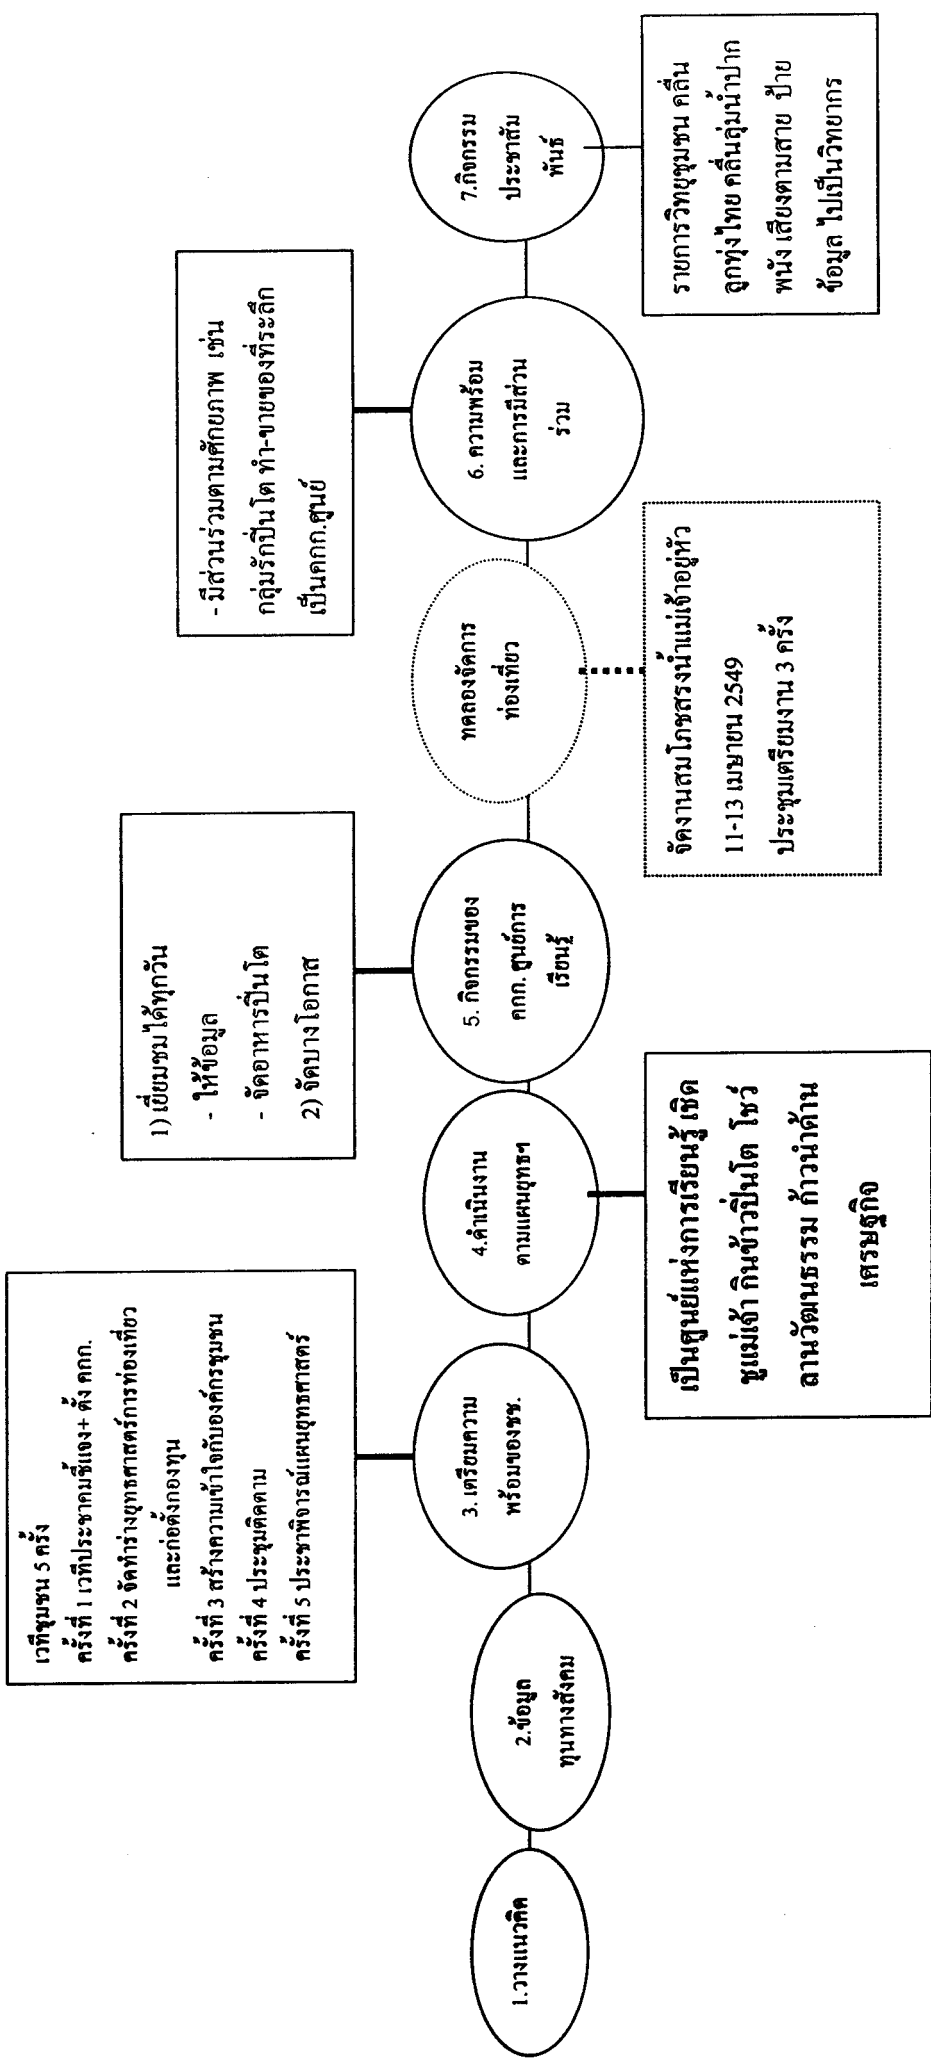 เวทีชุมชน 5 ครั้ง
ครั้งที่ 1 เวทีประชาคมชี้แจง+ ตั้ง คกก.
ครั้งที่ 2 จัดทำร่างยุทธศาสตร์การท่องเที่ยว
และก่อตั้งกองทุน
ครั้งที่ 3 สร้างความเข้าใจกับองค์กรชุมชน
ครั้งที่ 4 ประชุมติดตาม
ครั้งที่ 5 ประชาพิจารณ์แผนยุทธศาสตร์
1) เยี่ยมชมได้ทุกวัน
- ให้ข้อมูล
- จัดอาหารปิ่นโต
2) จัดบางโอกาส
- มีส่วนร่วมตามศักยภาพ เช่น
กลุ่มรักปิ่นโต ทำ-ขายของที่ระลึก
เป็นคกก.ศูนย์
1.วางแนวคิด
2.ข้อมูล
ทุนทางสังคม
3. เตรียมความ
พร้อมของชช.
4.ดำเนินงาน
ตามแผนยุทธฯ
5. กิจกรรมของ
คกก. ศูนย์การ
เรียนรู้
ทดลองจัดการ
ท่องเที่ยว
6. ความพร้อม
และการมีส่วน
ร่วม
7.กิจกรรม
ประชาสัม
พันธ์
เป็นศูนย์แห่งการเรียนรู้ เชิด
ชูแม่เจ้า กินข้าวปิ่นโต โชว์
ลานวัฒนธรรม ก้าวนำด้าน
เศรษฐกิจ
จัดงานสมโภชสรงน้ำแม่เจ้าอยู่หัว
11-13 เมษายน 2549
ประชุมเตรียมงาน 3 ครั้ง
รายการวิทยุชุมชน คลื่น
ลูกทุ่งไทย คลื่นลุ่มน้ำปาก
พนัง เสียงตามสาย ป้าย
ข้อมูล ไปเป็นวิทยากร